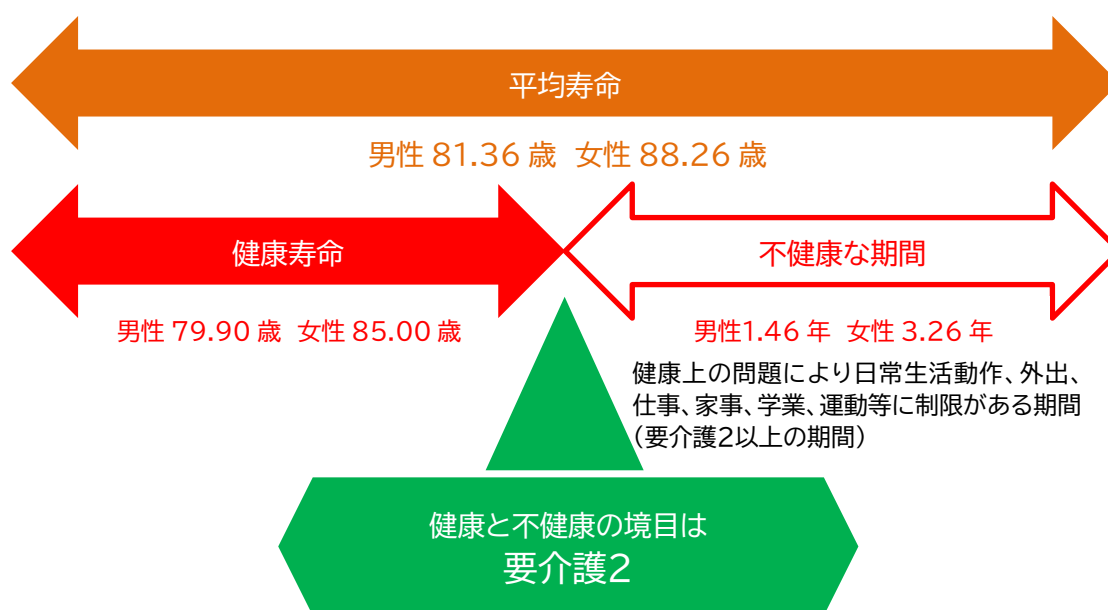 平均寿命
男性 81.36 歳 女性 88.26 歳
健康寿命
不健康な期間
男性 79.90 歳 女性 85.00 歳
男性1.46 年 女性 3.26 年
健康上の問題により日常生活動作、外出、
仕事、家事、学業、運動等に制限がある期間
(要介護2以上の期間)
健康と不健康の境目は
要介護2